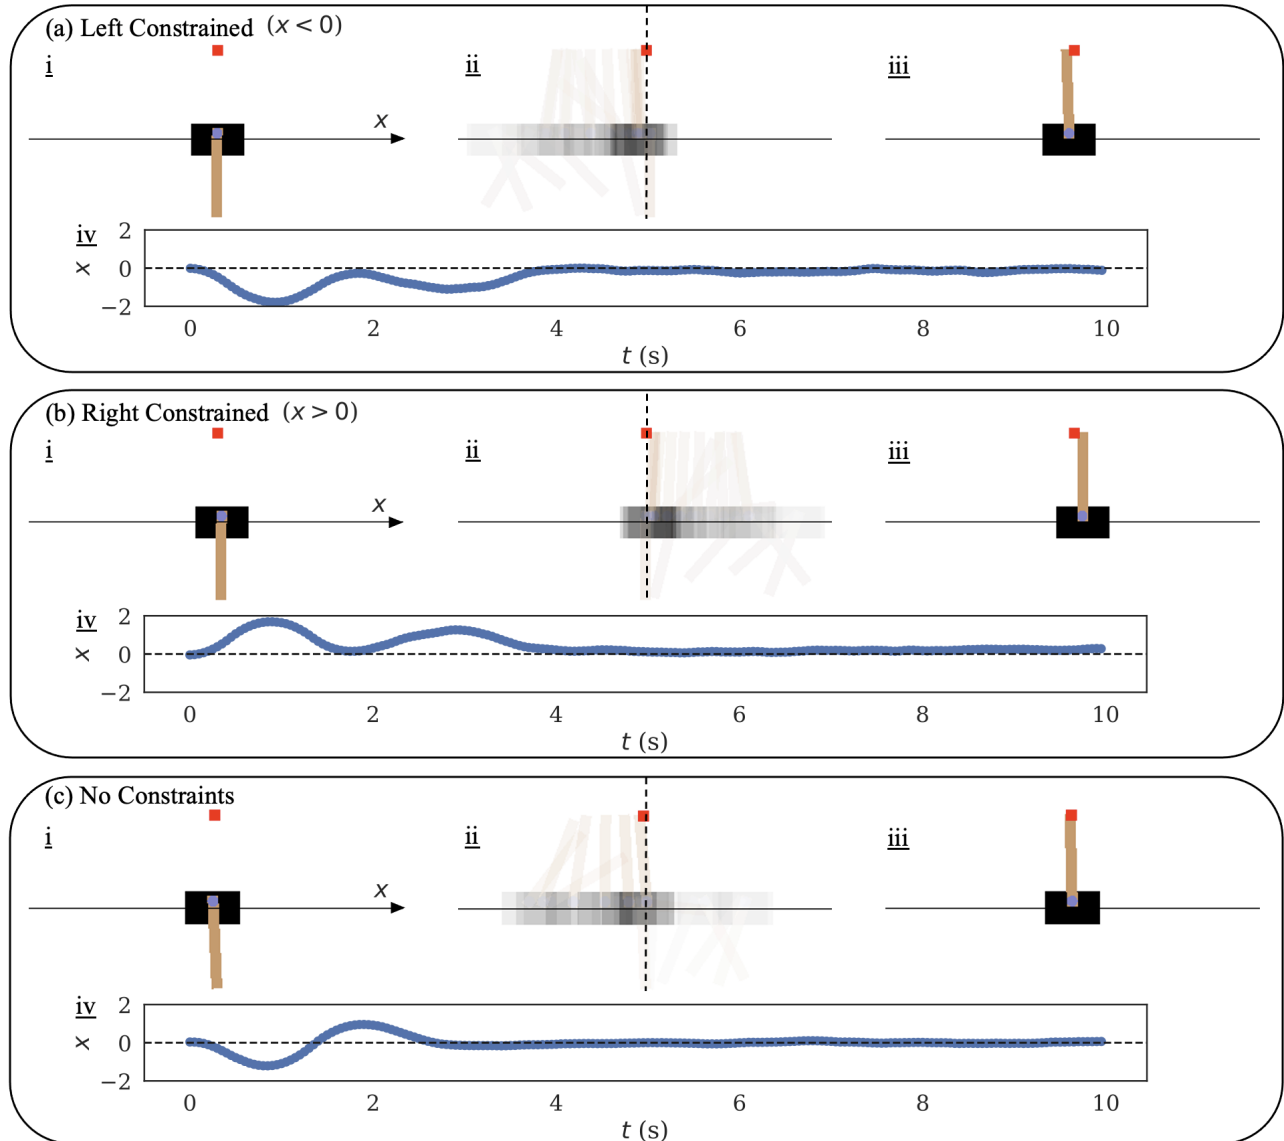 (a) Left Constrained (x < 0)
i
ii
iii
x
iv
x
2
0
−2
0 2 4 6 8 10
t (s)
(b) Right Constrained (x > 0)
i
ii
iii
x
iv
x
2
0
−2
0 2 4 6 8 10
t (s)
(c) No Constraints
i
ii
iii
x
iv
x
2
0
−2
0 2 4 6 8 10
t (s)